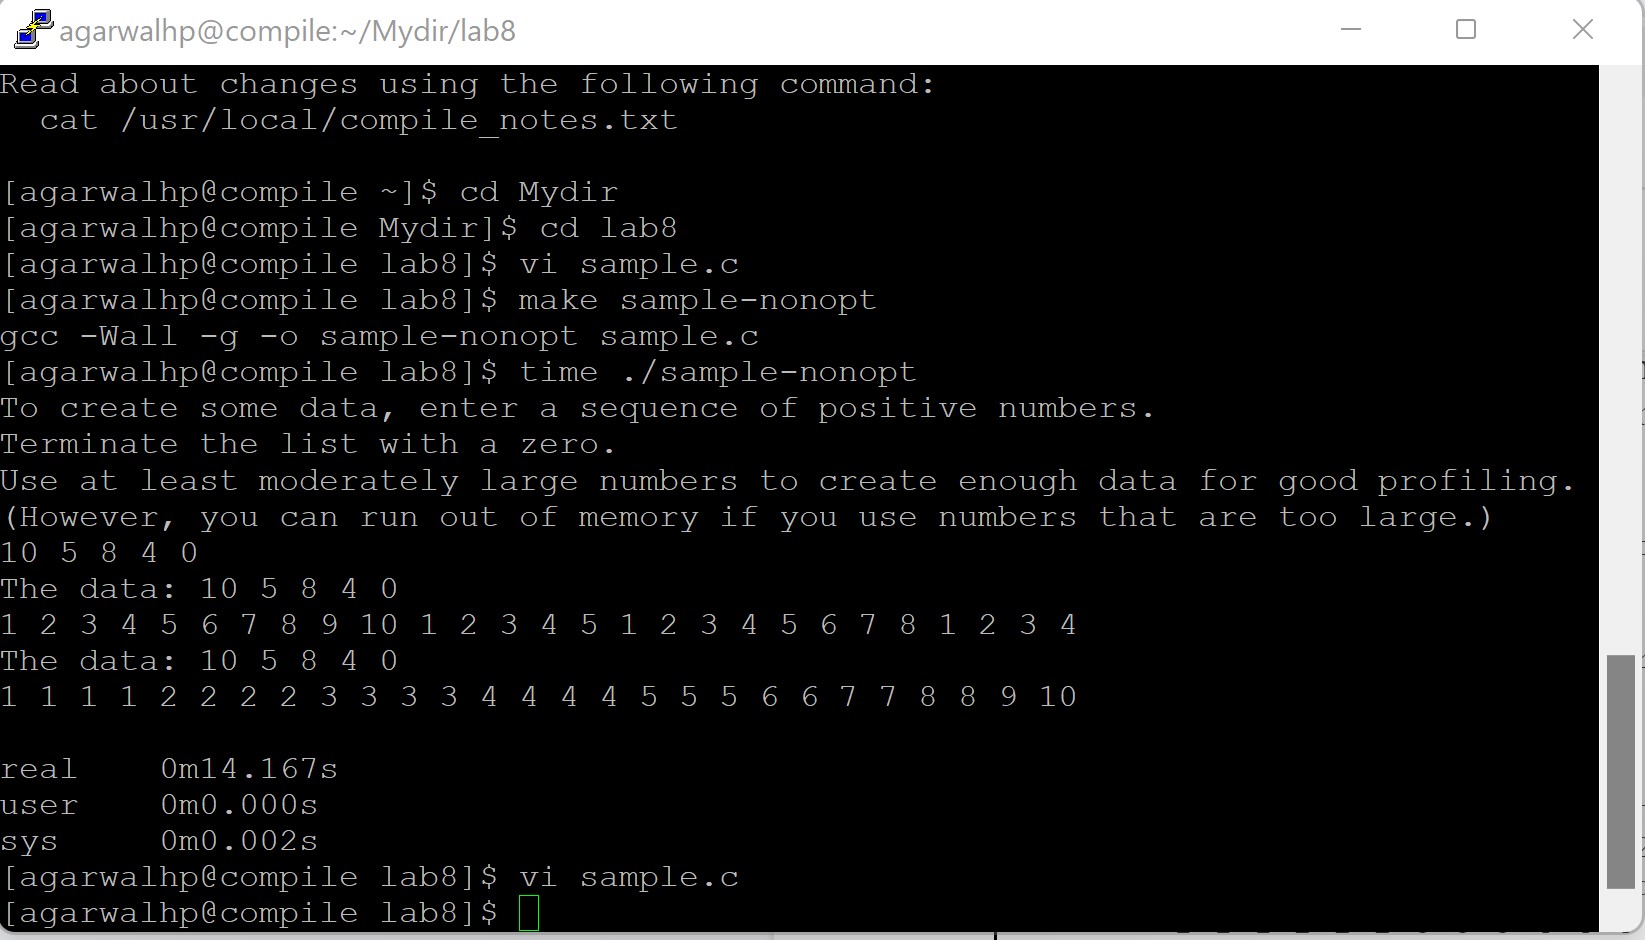 agarwalhp@compile:~/Mydir/lab8
Read about changes using the following command:
  cat /usr/local/compile_notes.txt
[agarwalhp@compile ~]$ cd Mydir
[agarwalhp@compile Mydir]$ cd lab8
[agarwalhp@compile lab8]$ vi sample.c
[agarwalhp@compile lab8]$ make sample-nonopt
gcc -Wall -g -o sample-nonopt sample.c
[agarwalhp@compile lab8]$ time ./sample-nonopt
To create some data, enter a sequence of positive numbers.
Terminate the list with a zero.
Use at least moderately large numbers to create enough data for good profiling.
(However, you can run out of memory if you use numbers that are too large.)
10 5 8 4 0
The data: 10 5 8 4 0
1 2 3 4 5 6 7 8 9 10 1 2 3 4 5 1 2 3 4 5 6 7 8 1 2 3 4
The data: 10 5 8 4 0
1 1 1 1 2 2 2 2 3 3 3 3 4 4 4 4 5 5 5 6 6 7 7 8 8 9 10
real    0m14.167s
user    0m0.000s
sys     0m0.002s
[agarwalhp@compile lab8]$ vi sample.c
[agarwalhp@compile lab8]$